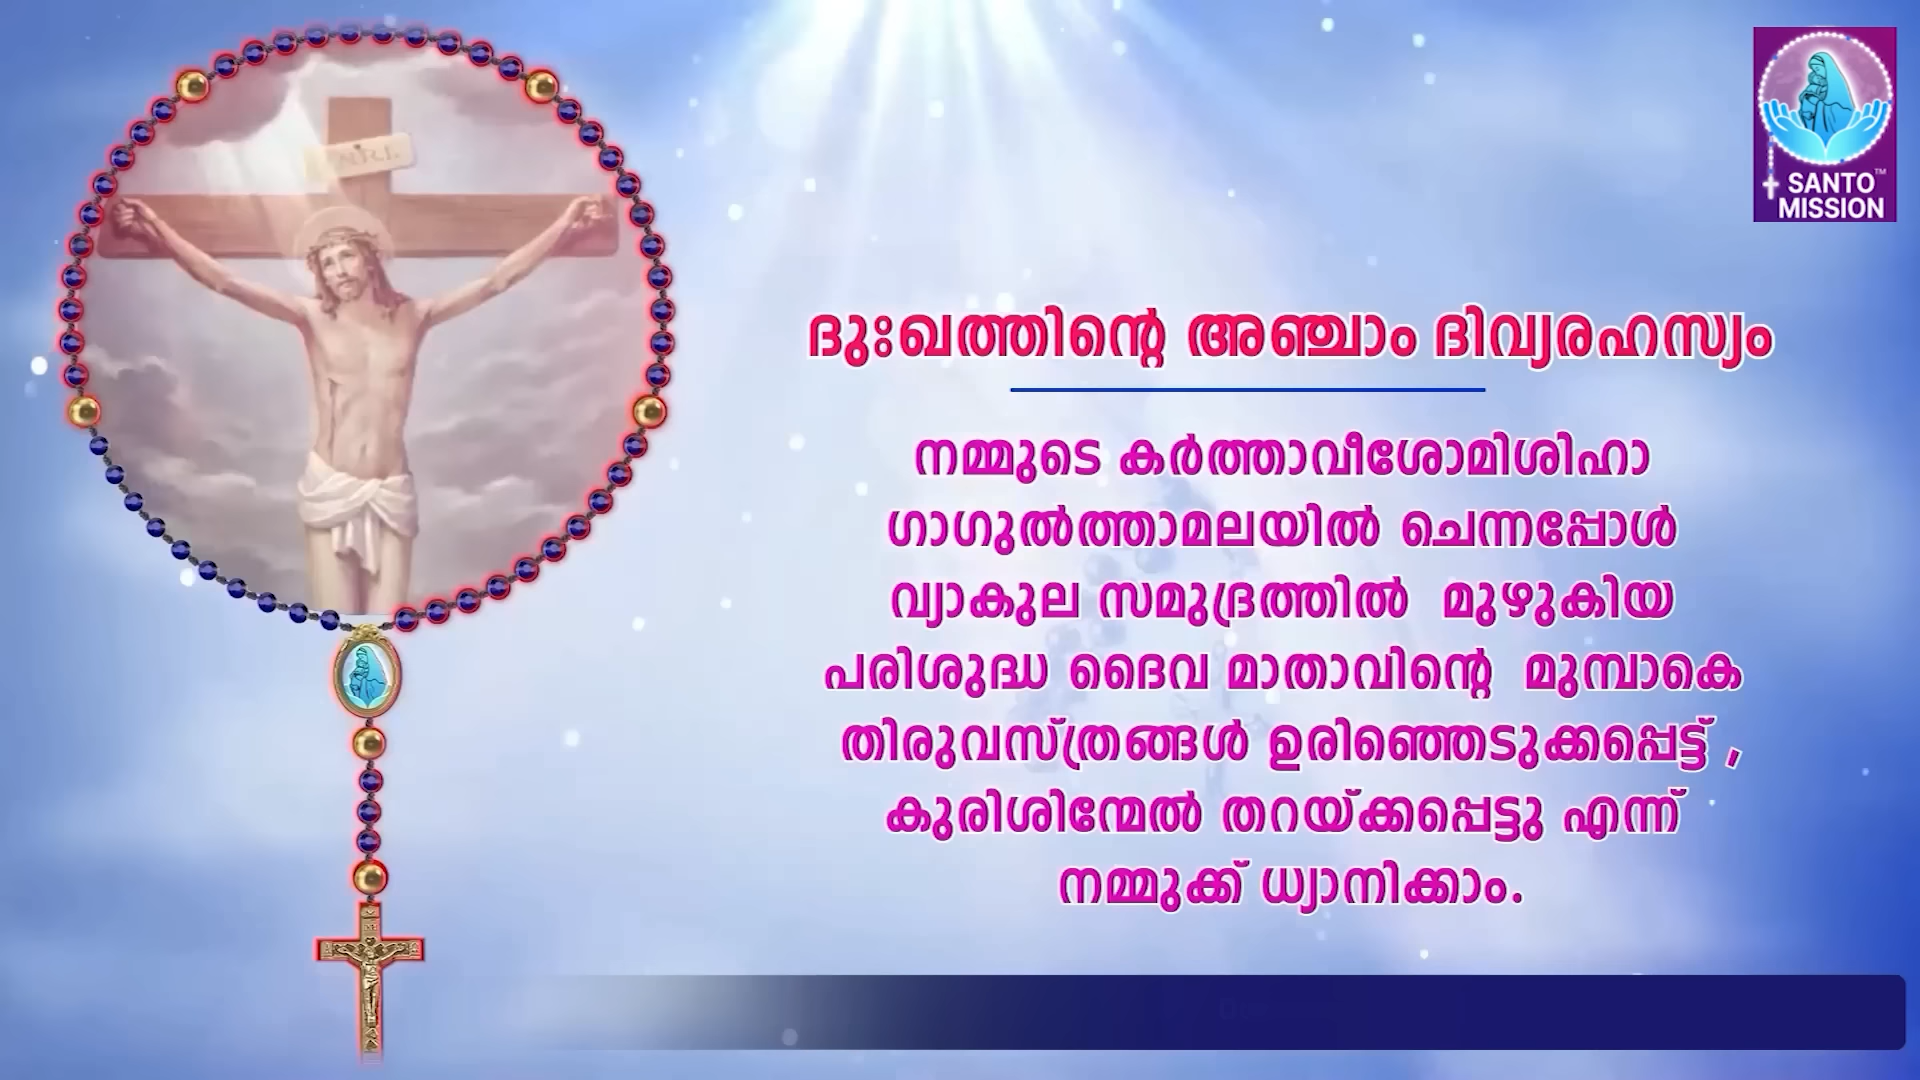 N.R.I.
SANTO™
MISSION
ദുഃഖത്തിന്റെ അഞ്ചാം ദിവ്യരഹസ്യം
നമ്മുടെ കർത്താവീശോമിശിഹാ
ഗാഗുൽത്താമലയിൽ ചെന്നപ്പോൾ
വ്യാകുല സമുദ്രത്തിൽ മുഴുകിയ
പരിശുദ്ധ ദൈവ മാതാവിന്റെ മുമ്പാകെ
തിരുവസ്ത്രങ്ങൾ ഉരിഞ്ഞെടുക്കപ്പെട്ട് ,
കുരിശിന്മേൽ തറയ്ക്കപ്പെട്ടു എന്ന്
നമ്മുക്ക് ധ്യാനിക്കാം.